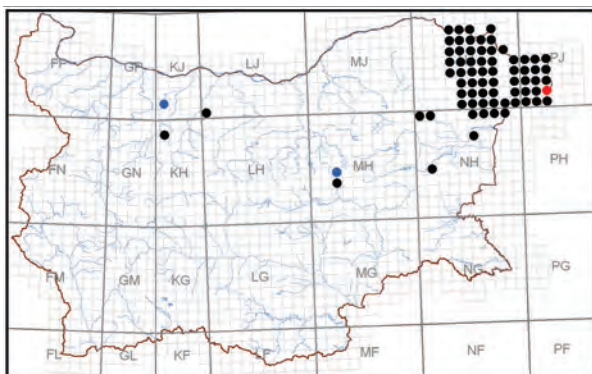 FP GP KJ LJ MJ PJ
FN GN KH LH MH NH PH
FM GM KG LG MG NG PG
FL GL KF LF MF NF PF